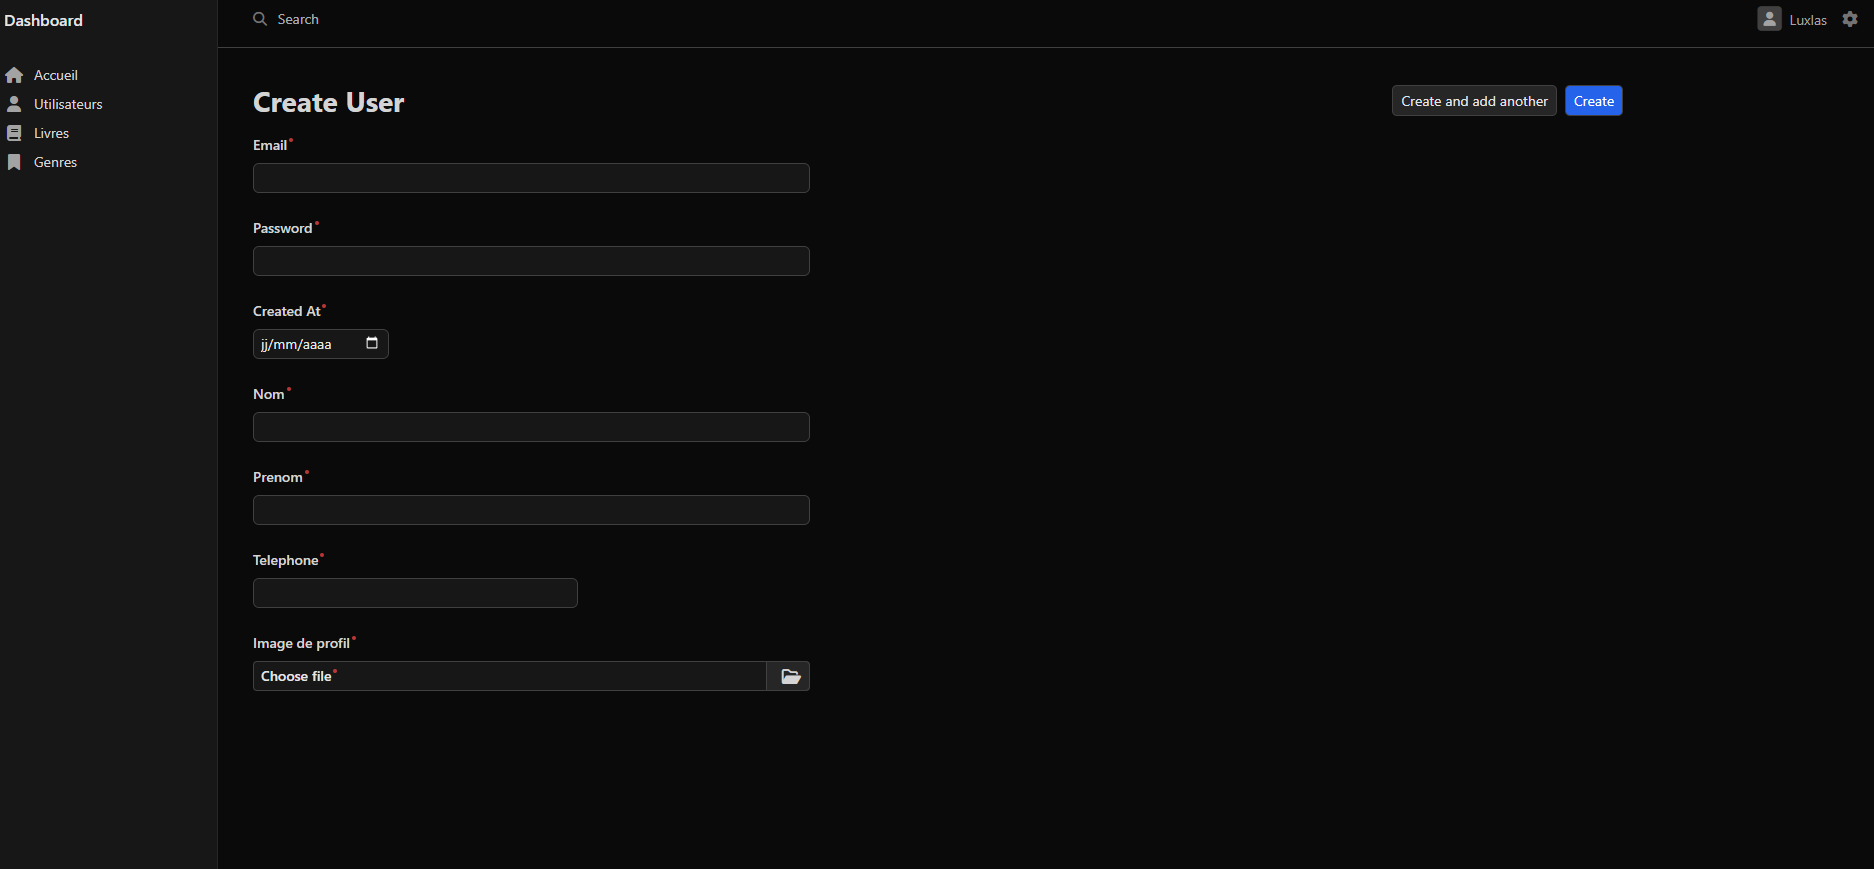 Dashboard
Search
Luxlas
Accueil
Utilisateurs
Livres
Genres
Create User
Create and add another
Create
Email
Password
Created At
jj/mm/aaaa
Nom
Prenom
Telephone
Image de profil
Choose file